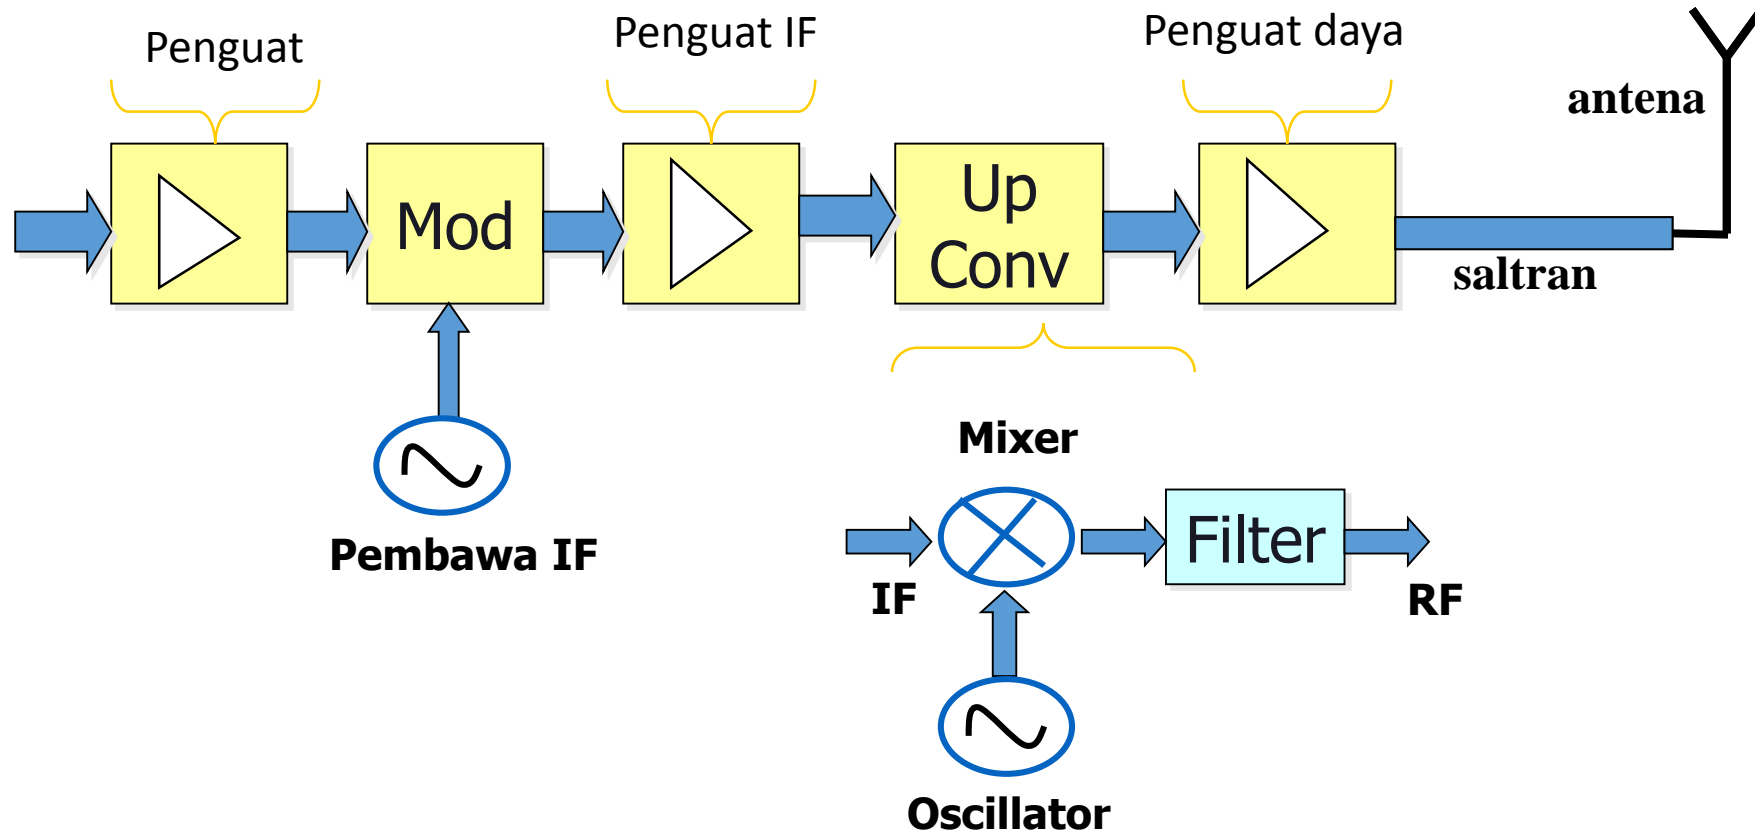 Penguat
Penguat IF
Penguat daya
antena
Mod
Up
Conv
saltran
Pembawa IF
Mixer
IF
Filter
RF
Oscillator